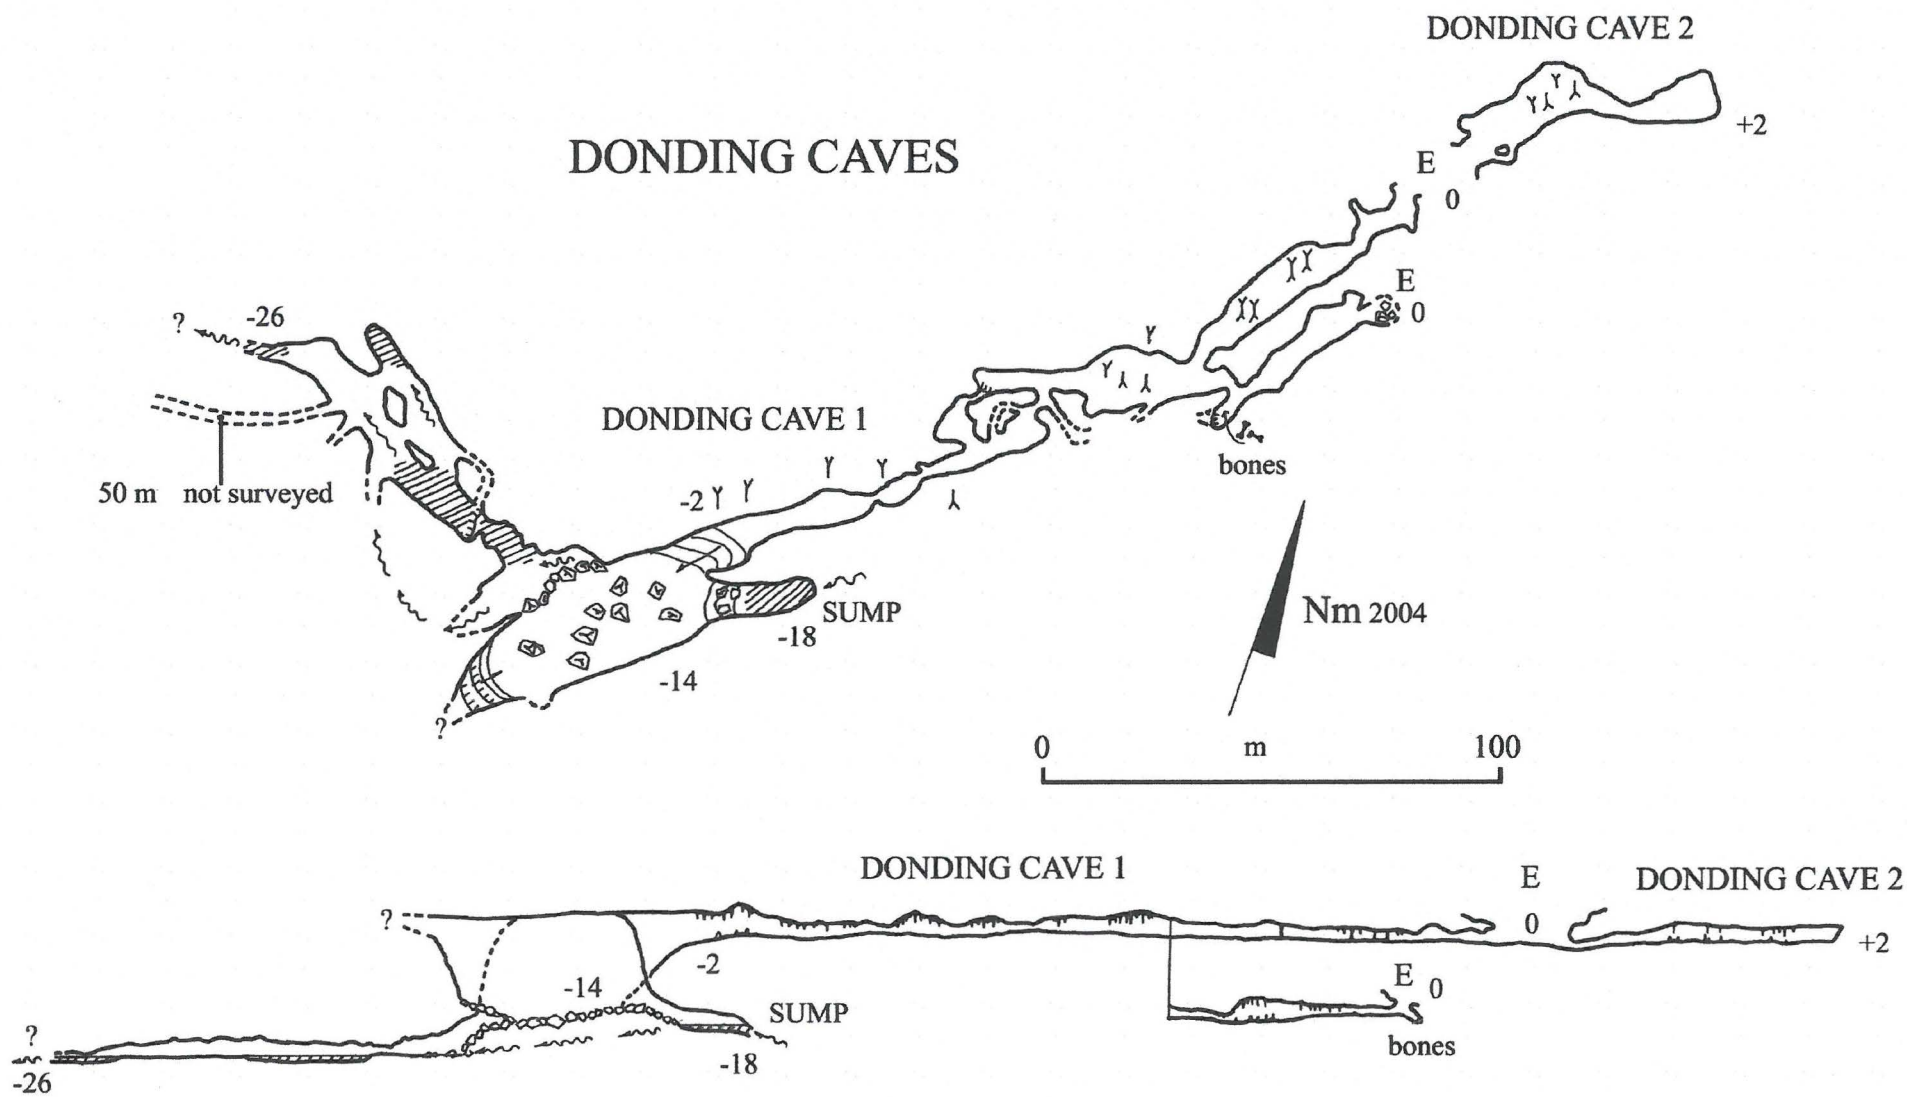 DONDING CAVE 2
+2
DONDING CAVES
E
0
E
0
? -26
DONDING CAVE 1
bones
50 m not surveyed
-2
SUMP
-18
-14
?
Nm 2004
0 m 100
DONDING CAVE 1
E
0
DONDING CAVE 2
+2
?
-2
-14
E 0
SUMP
bones
?
-18
-26